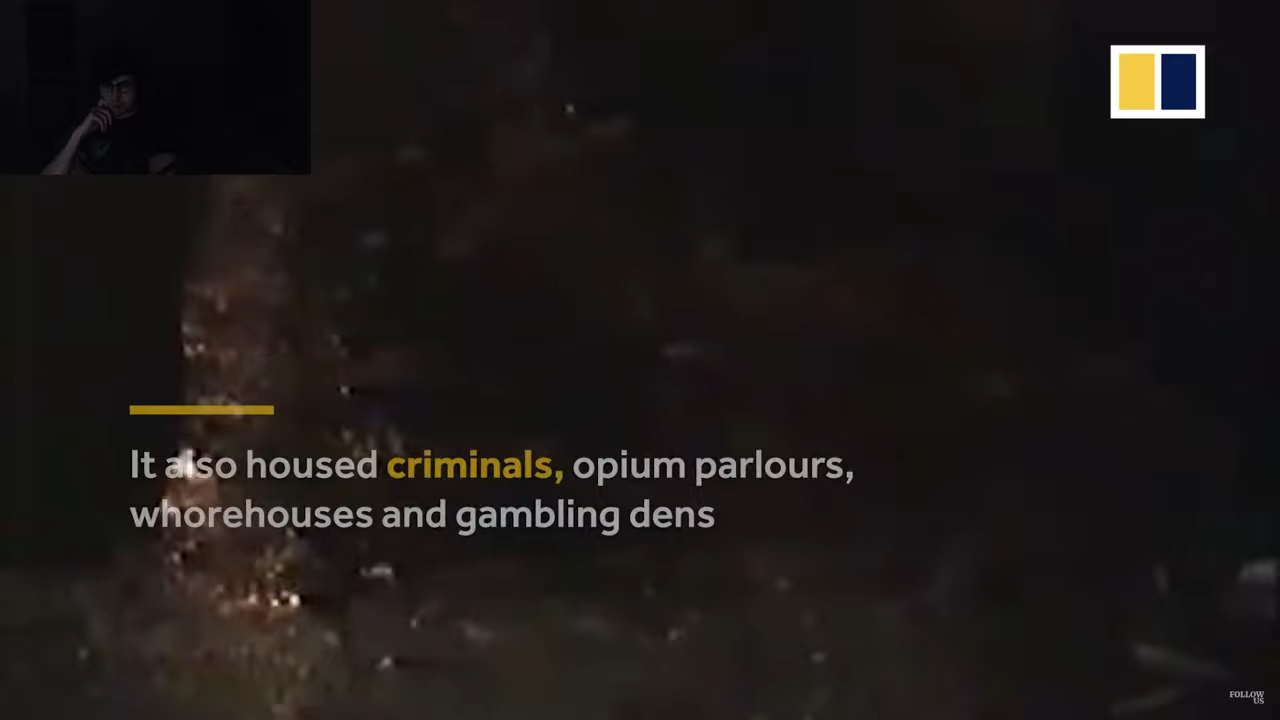 It also housed criminals, opium parlours,
whorehouses and gambling dens
FOLLOW
US